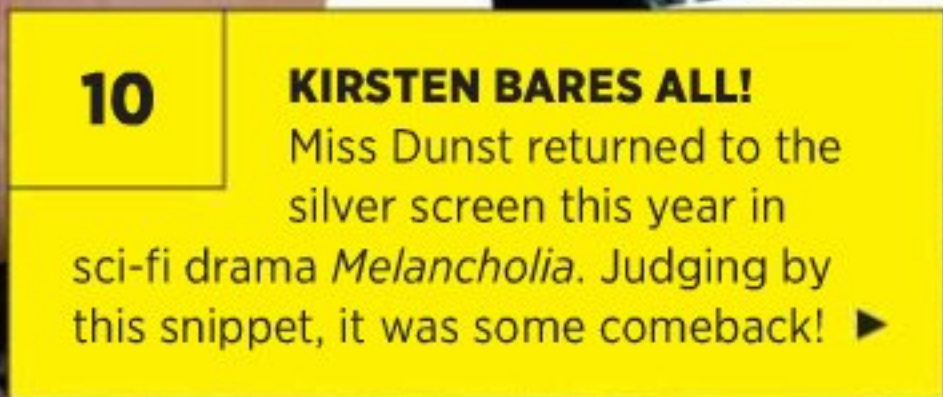 10
KIRSTEN BARES ALL!
Miss Dunst returned to the
silver screen this year in
sci-fi drama Melancholia. Judging by
this snippet, it was some comeback! ►